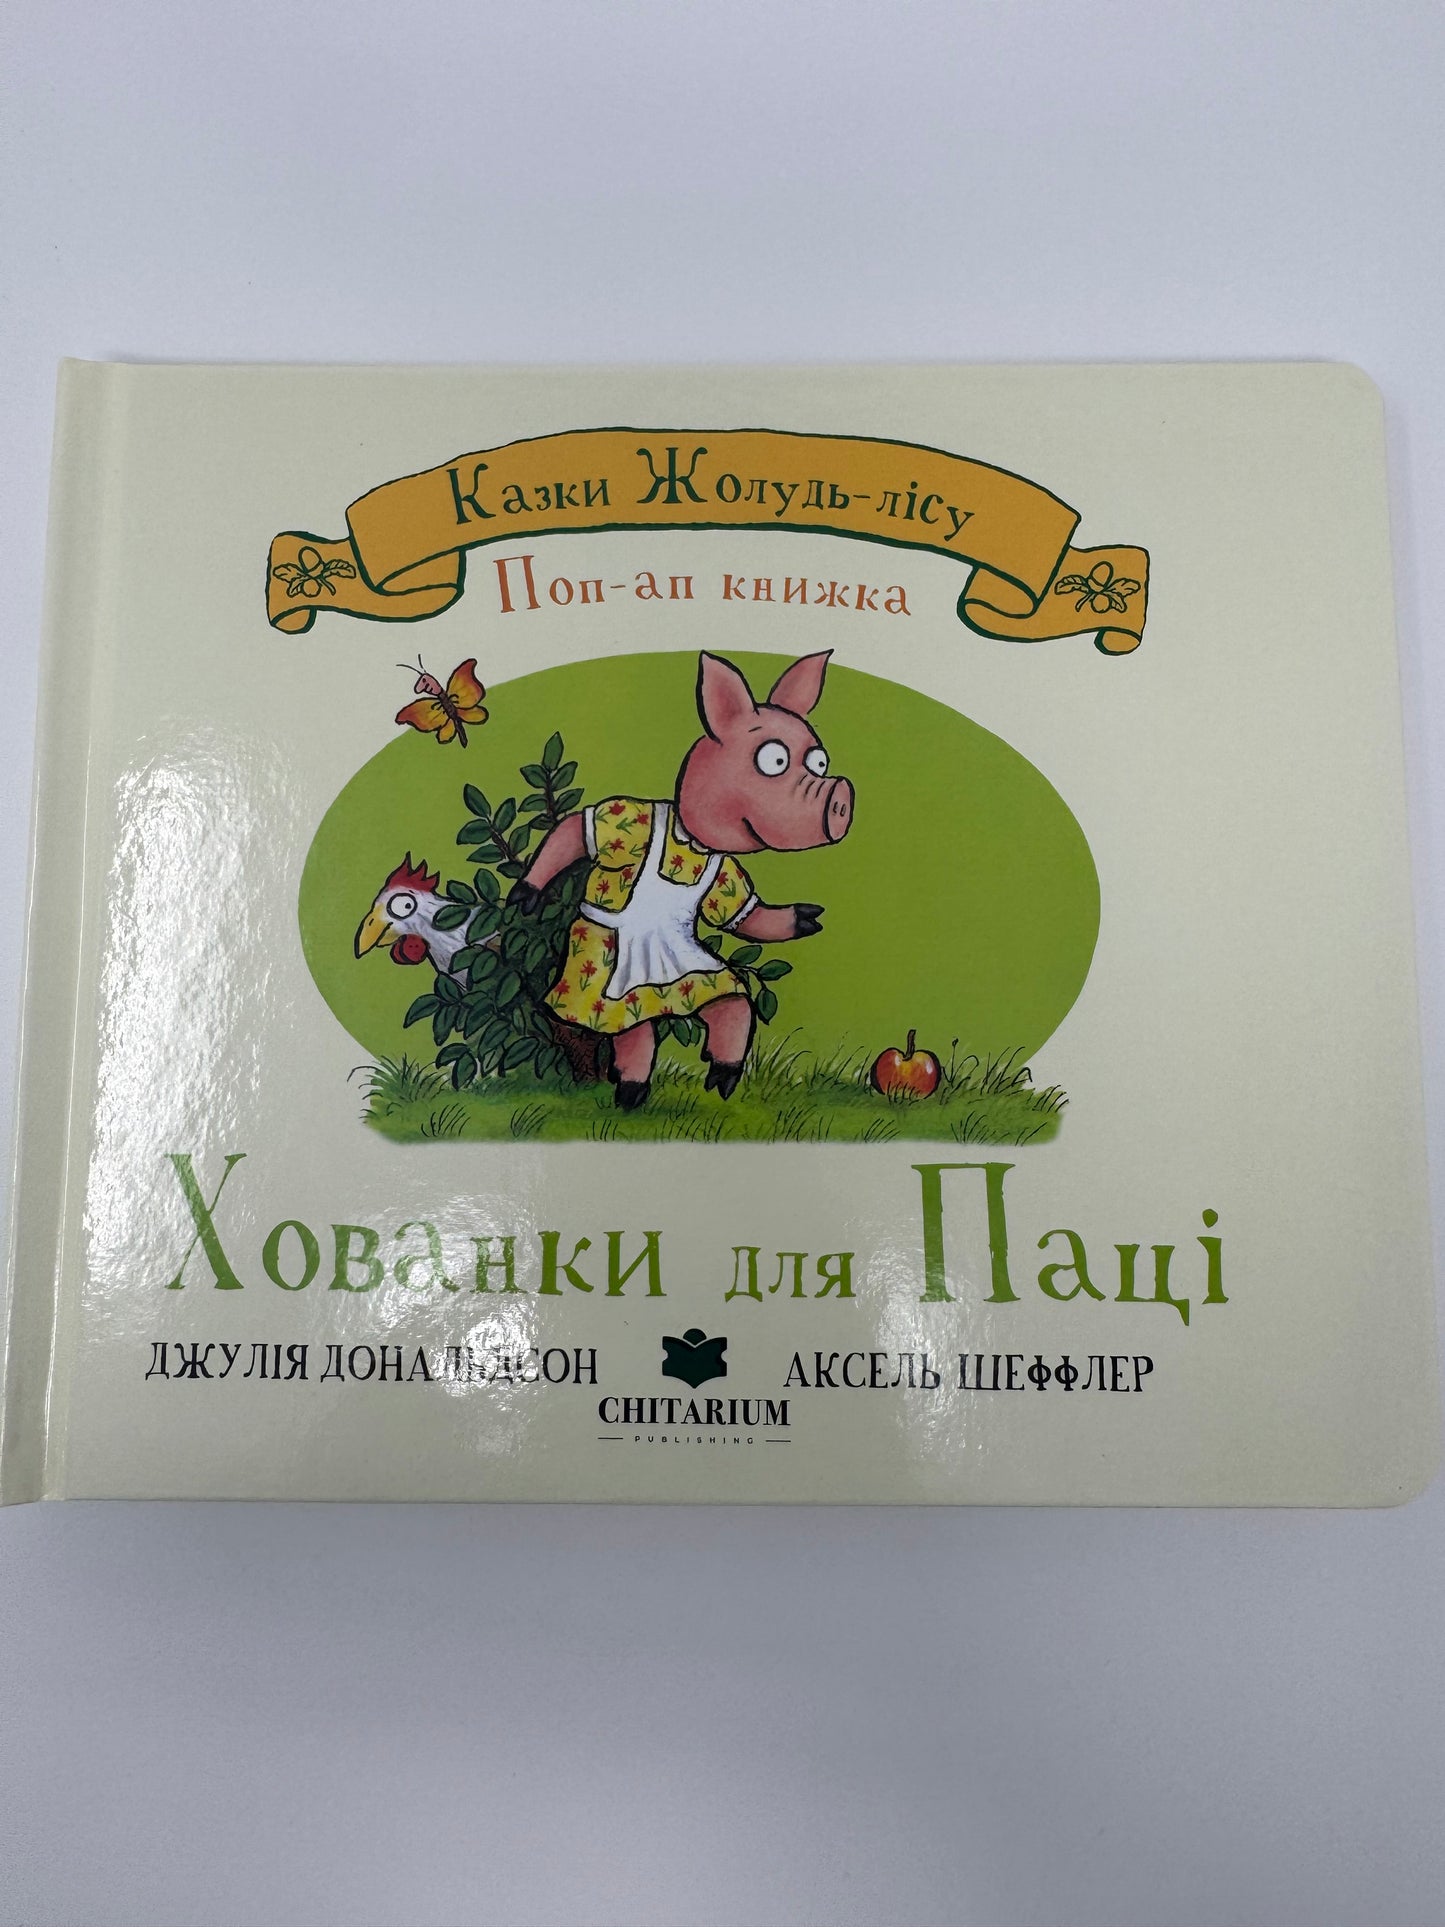 Казки Жолудь-лісу
Поп-ап книжка
Хованки для Паці
ДЖУЛІЯ ДОНАЛЬДСОН
АКСЕЛЬ ШЕФФЛЕР
CHITARIUM
PUBLISHING